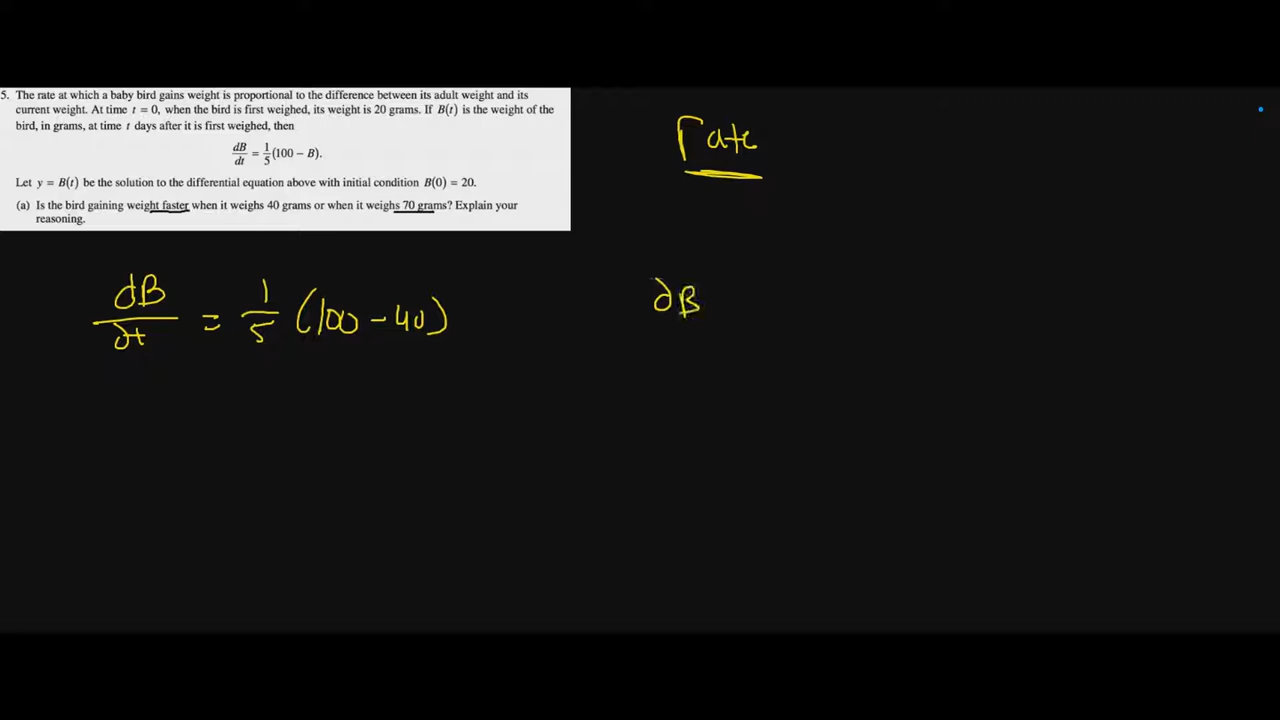 5. The rate at which a baby bird gains weight is proportional to the difference between its adult weight and its
current weight. At time t = 0, when the bird is first weighed, its weight is 20 grams. If B(t) is the weight of the
bird, in grams, at time t days after it is first weighed, then
dB/dt = 1/5 (100 − B).
Let y = B(t) be the solution to the differential equation above with initial condition B(0) = 20.
(a) Is the bird gaining weight faster when it weighs 40 grams or when it weighs 70 grams? Explain your
reasoning.
rate
dB/dt = 1/5 (100 - 40)
dB